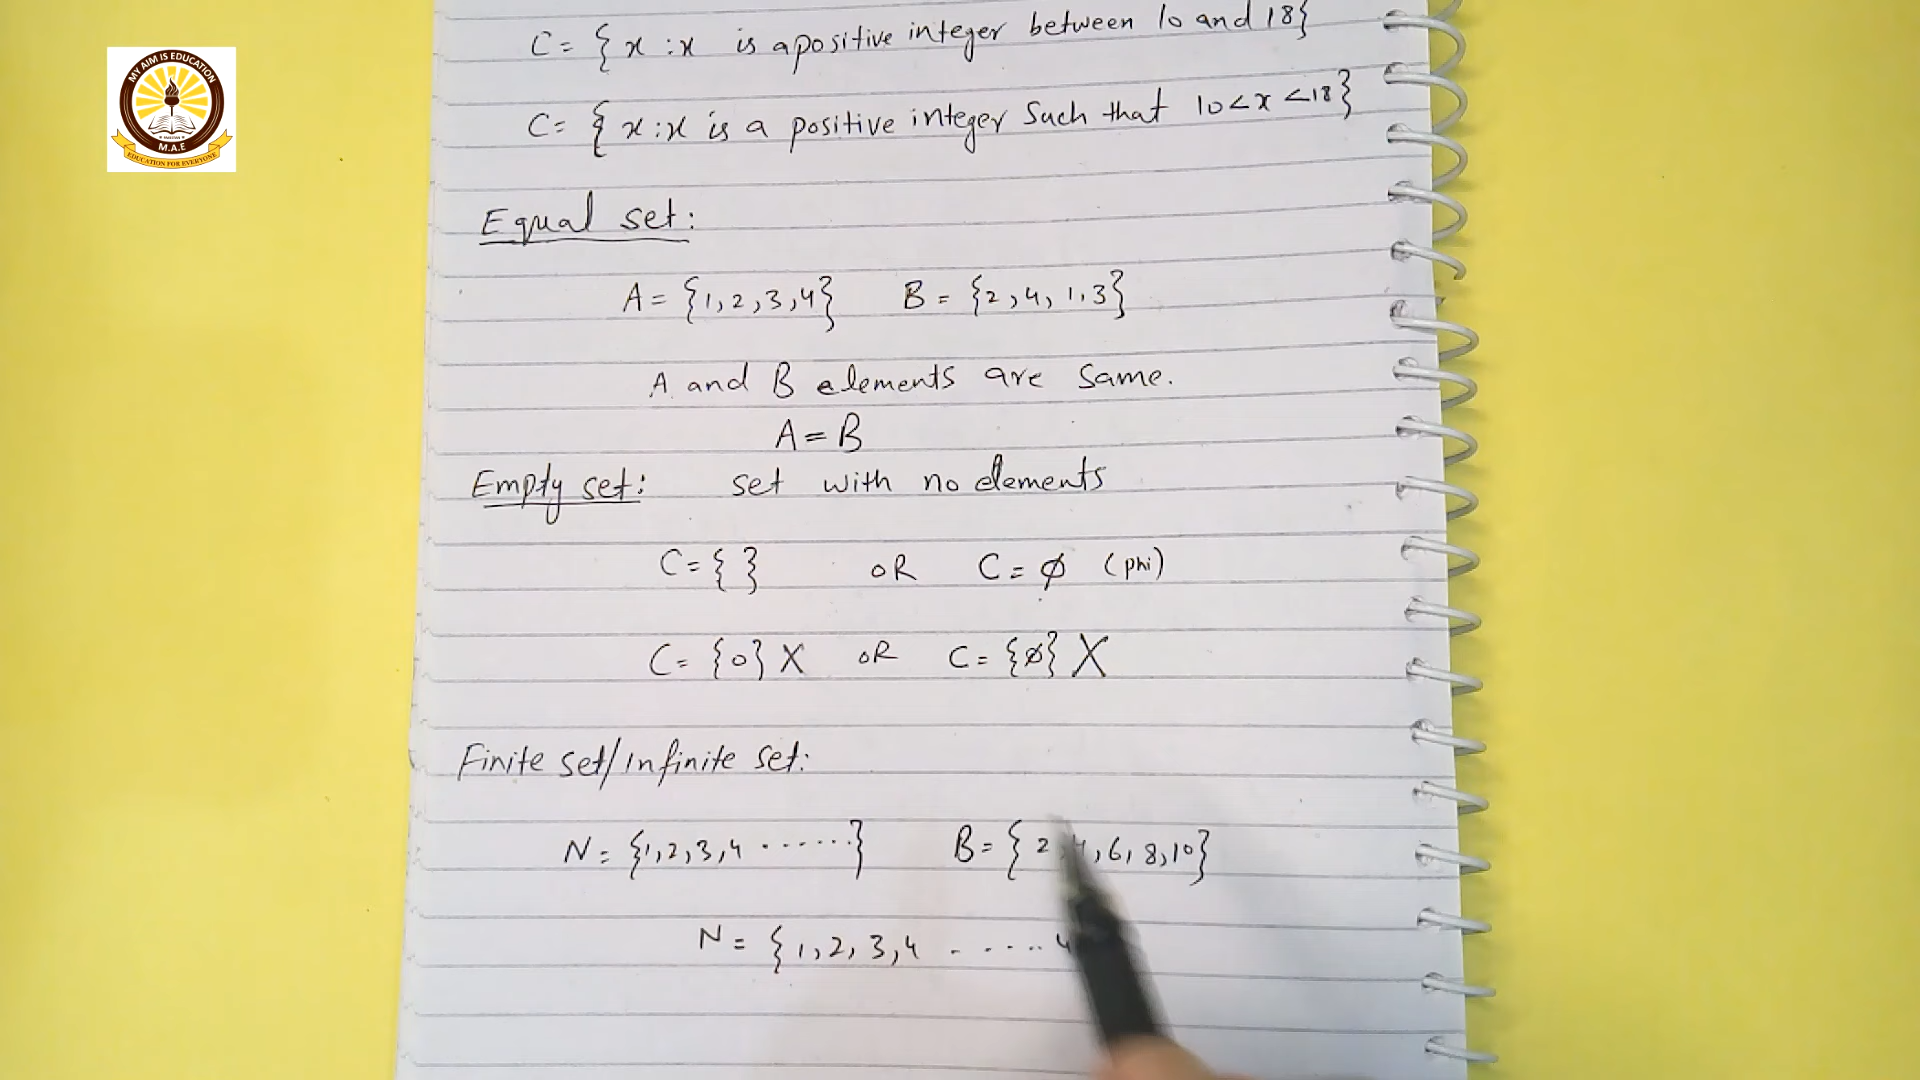 MY AIM IS EDUCATION
M.A.E
EDUCATION FOR EVERYONE
C = { x : x is a positive integer between 10 and 18}
C = { x : x is a positive integer Such that 10 < x < 18}
Equal set:
A = {1, 2, 3, 4} B = {2, 4, 1, 3}
A and B elements are same.
A = B
Empty set: set with no elements
C = { } OR C = ϕ (phi)
C = {0} X OR C = {ϕ} X
Finite set/Infinite set:
N = {1, 2, 3, 4 ......} B = { 2, 4, 6, 8, 10}
N = { 1, 2, 3, 4 ..... 4